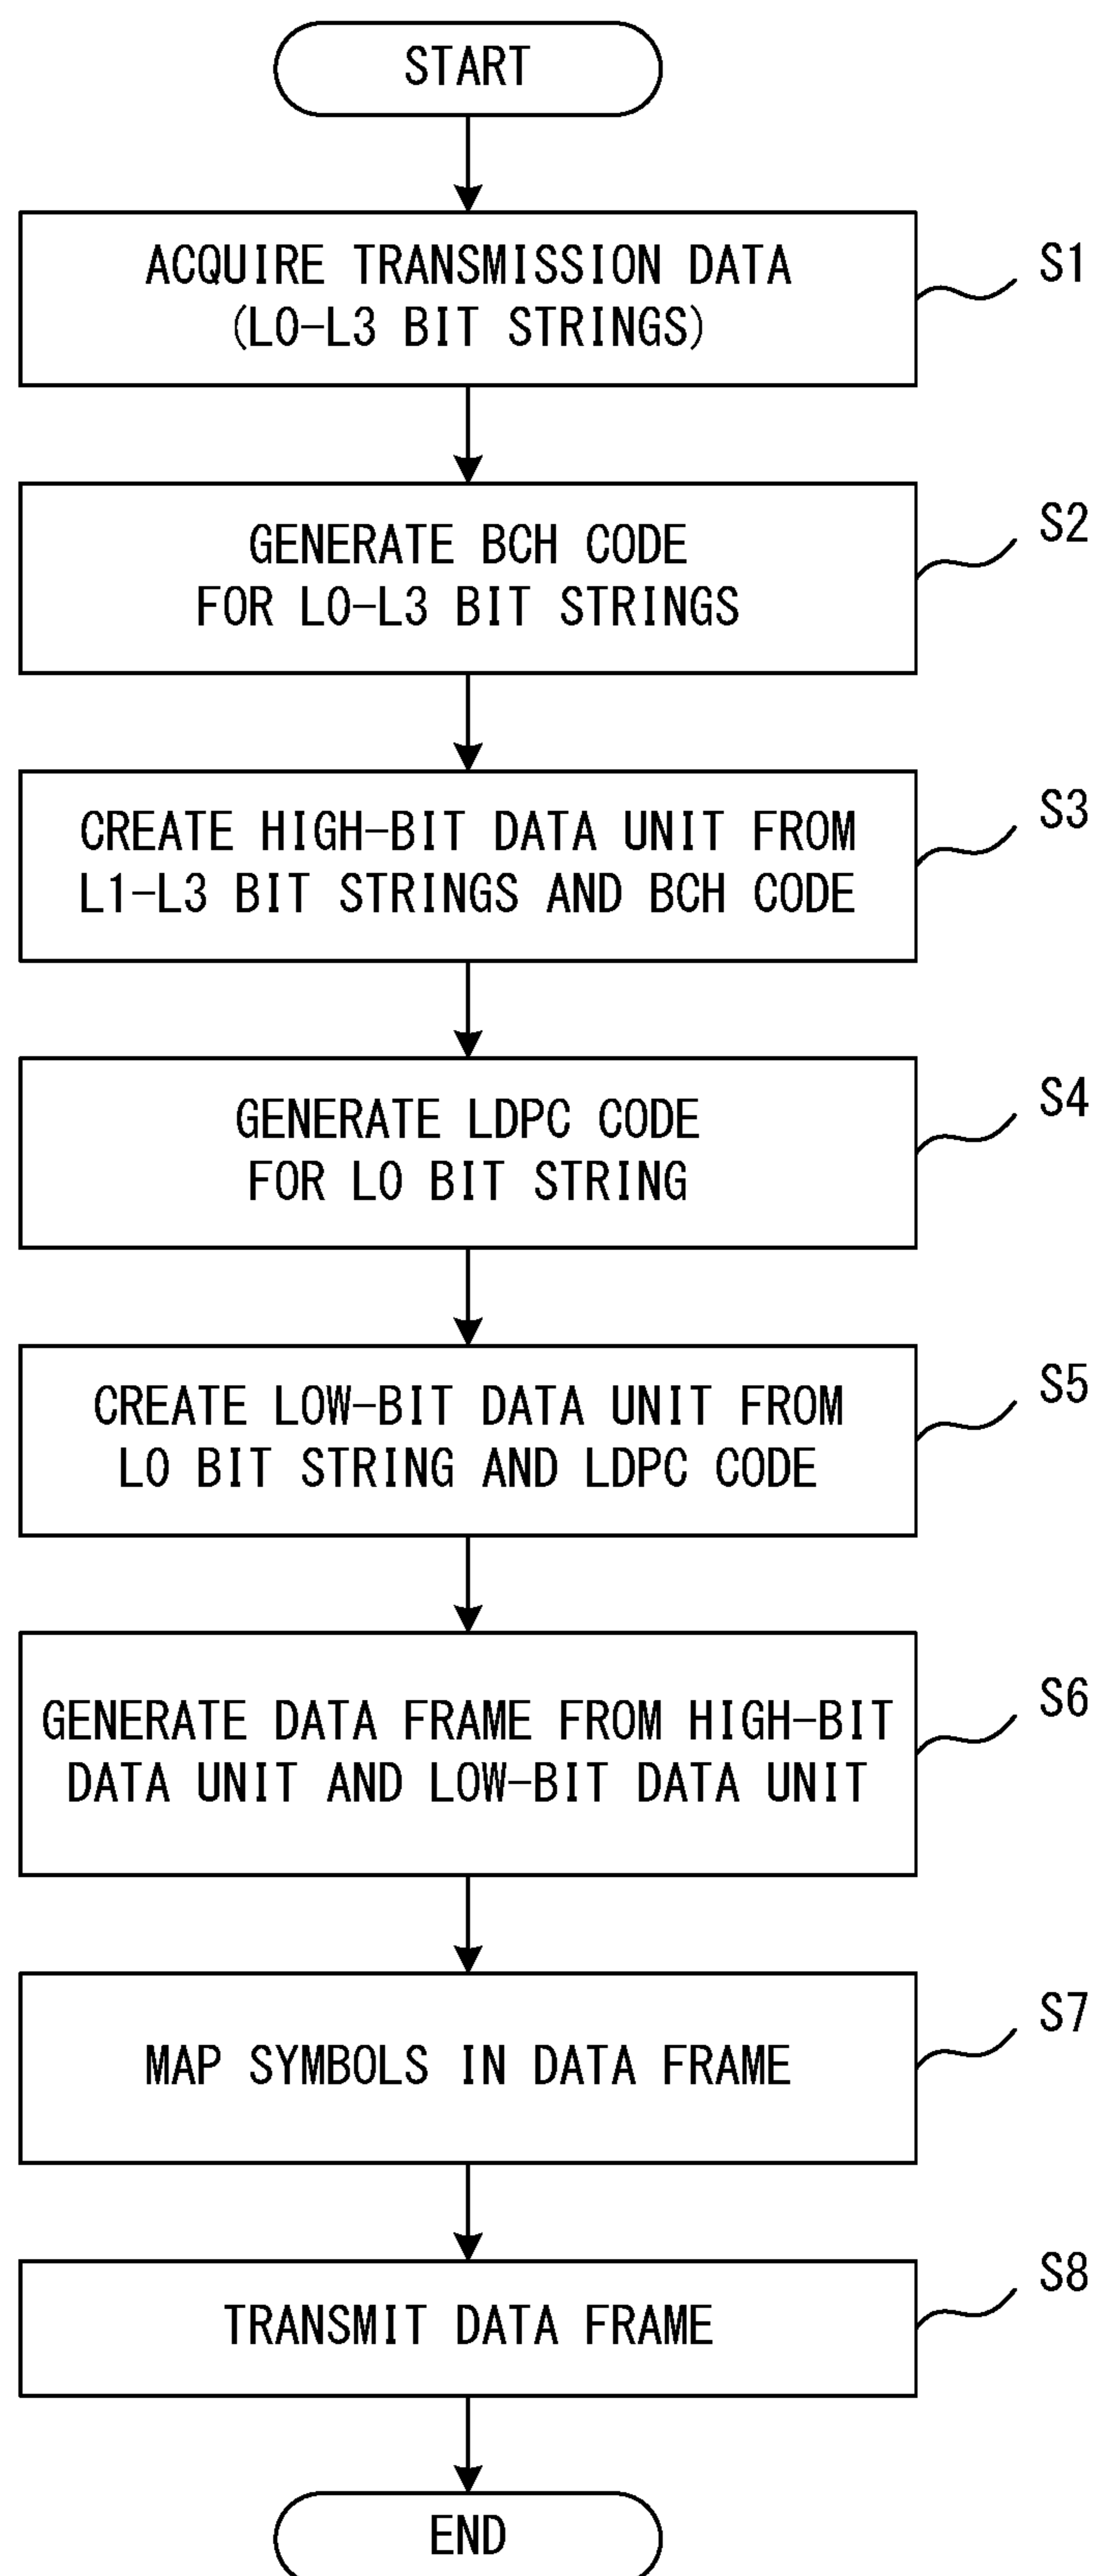 START
ACQUIRE TRANSMISSION DATA
(L0-L3 BIT STRINGS)
S1
GENERATE BCH CODE
FOR L0-L3 BIT STRINGS
S2
CREATE HIGH-BIT DATA UNIT FROM
L1-L3 BIT STRINGS AND BCH CODE
S3
GENERATE LDPC CODE
FOR L0 BIT STRING
S4
CREATE LOW-BIT DATA UNIT FROM
L0 BIT STRING AND LDPC CODE
S5
GENERATE DATA FRAME FROM HIGH-BIT
DATA UNIT AND LOW-BIT DATA UNIT
S6
MAP SYMBOLS IN DATA FRAME
S7
TRANSMIT DATA FRAME
S8
END